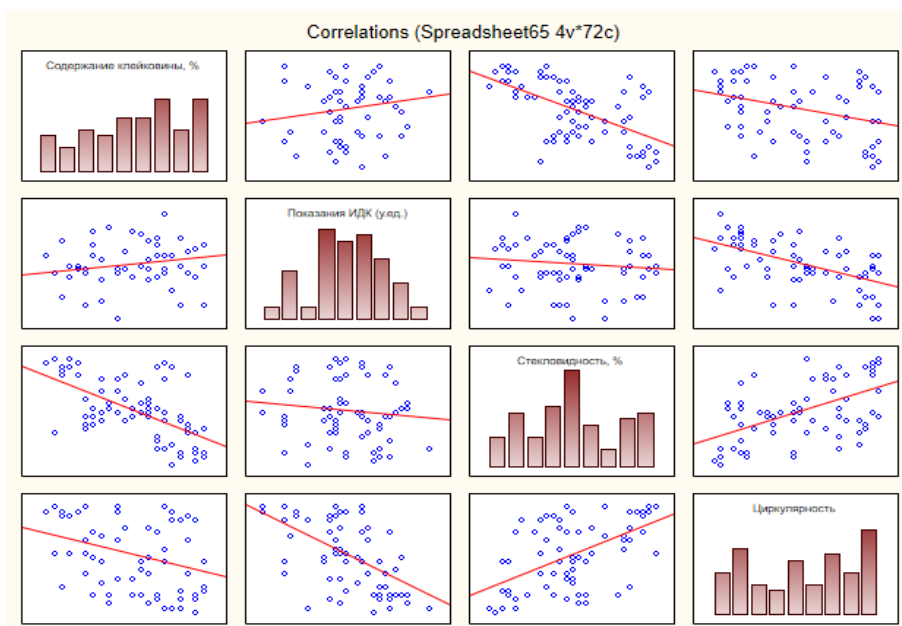 Correlations (Spreadsheet65 4v*72c)
Содержание клейковины, %
Показания ИДК (у.ед.)
Стекловидность, %
Циркулярность